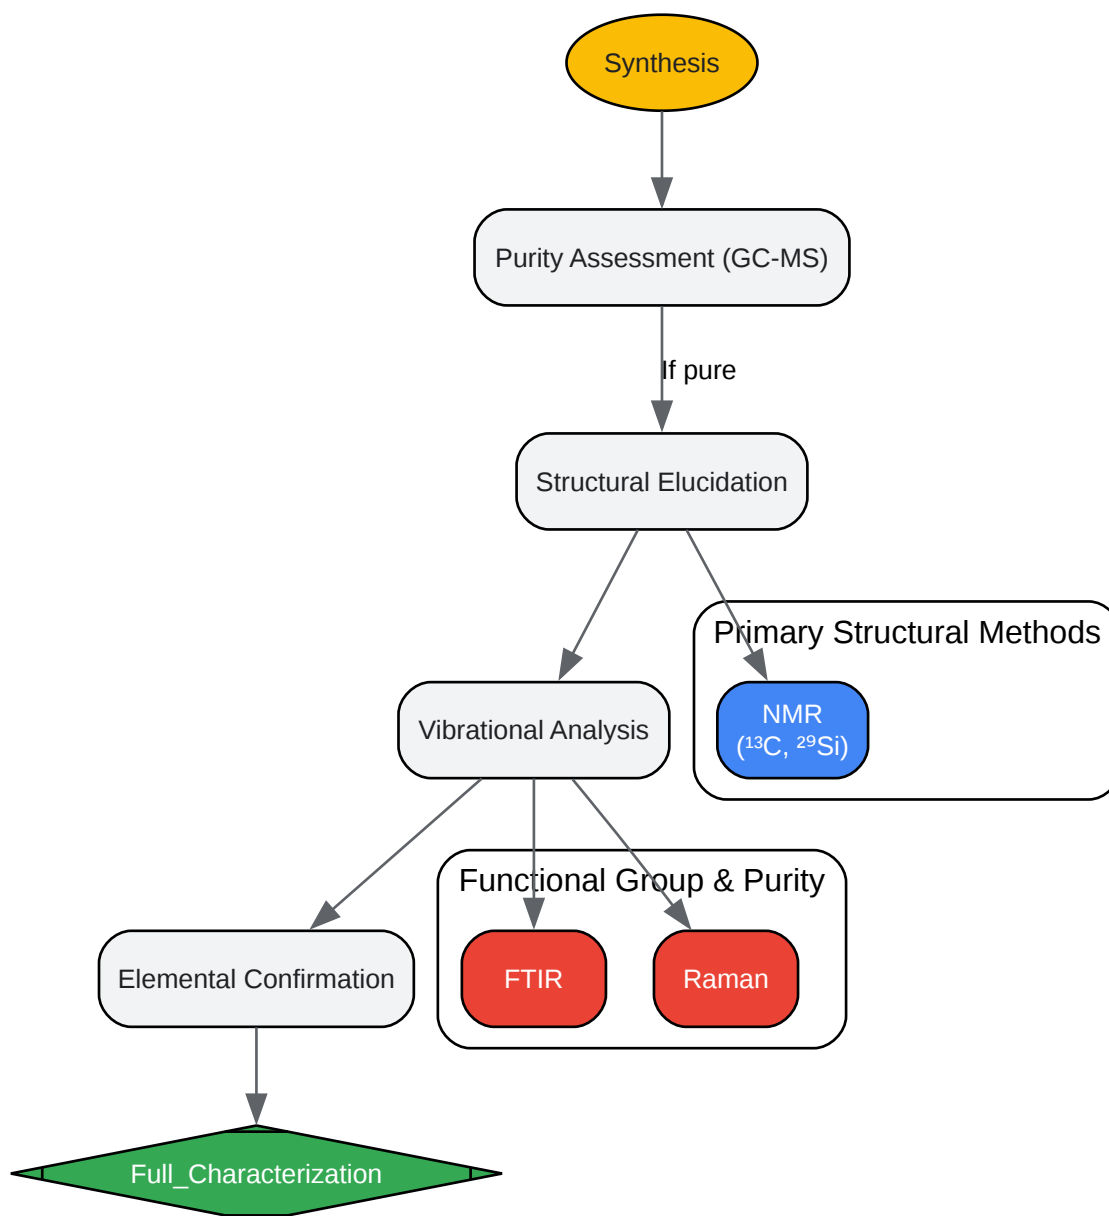 Synthesis
Purity Assessment (GC-MS)
If pure
Structural Elucidation
Primary Structural Methods
NMR
(¹³C, ²⁹Si)
Vibrational Analysis
Functional Group & Purity
Elemental Confirmation
FTIR
Raman
Full_Characterization